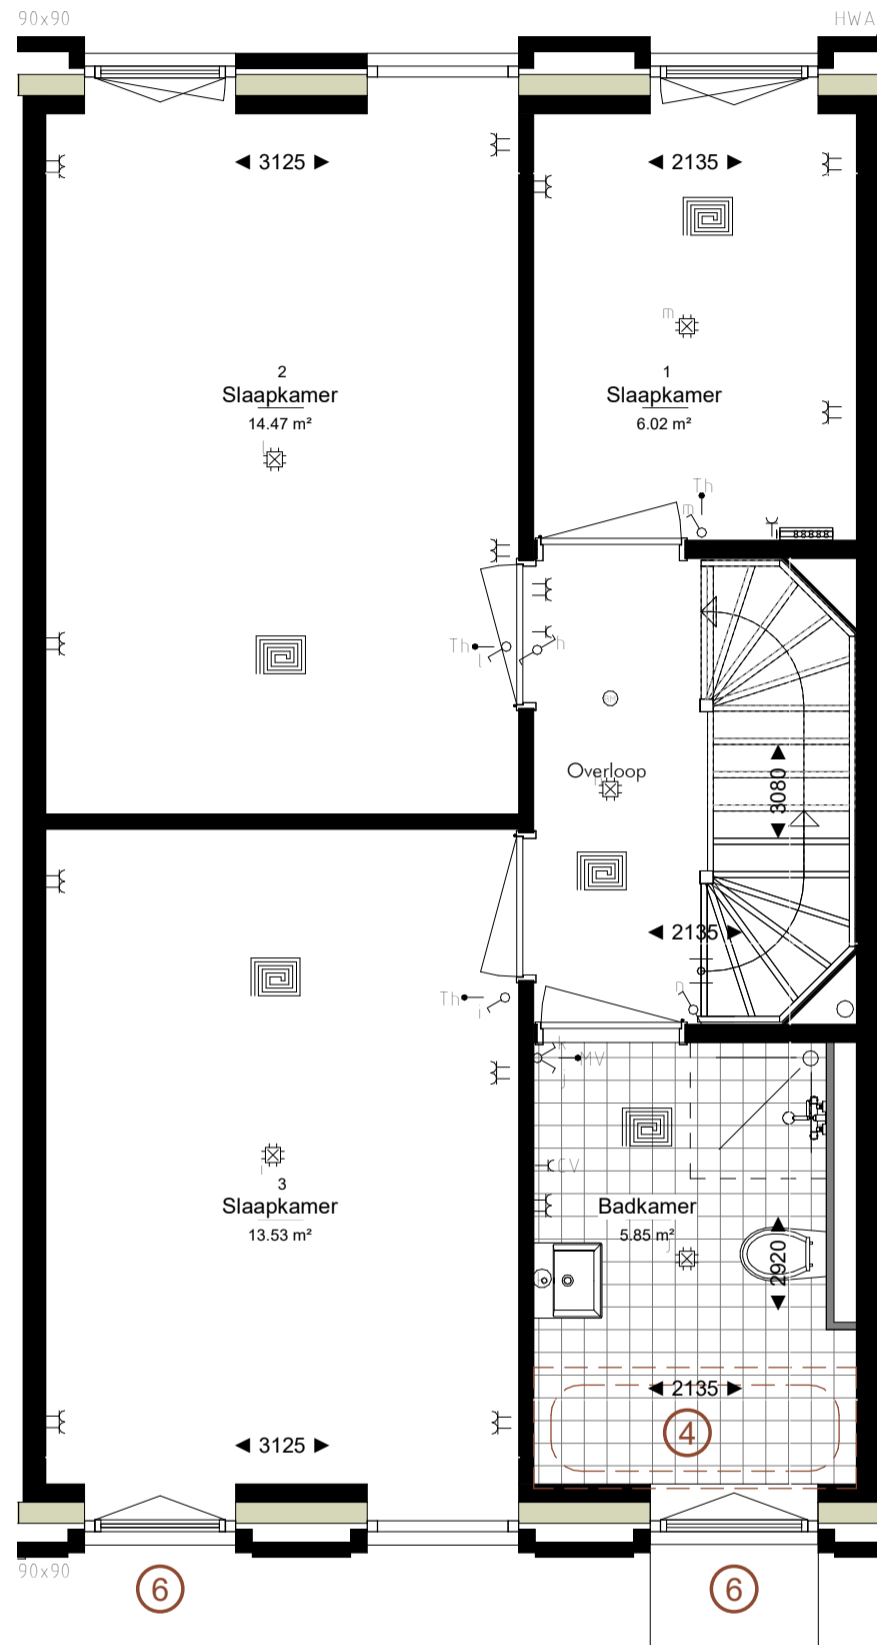 90x90
HWA
3125
2135
m
2
Slaapkamer
14.47 m²
1
Slaapkamer
6.02 m²
l
Th
m
Th
l
h
RM
Overloop
3080
2135
n
Th
i
k
MV
j
CV
3
Slaapkamer
13.53 m²
i
Badkamer
5.85 m²
j
2920
2135
4
3125
90x90
6
6